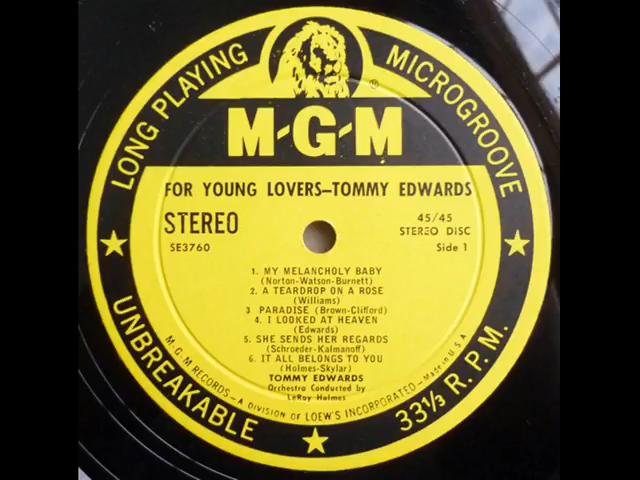 LONG PLAYING
MICROGROOVE
®
M-G-M
FOR YOUNG LOVERS—TOMMY EDWARDS
STEREO
SE3760
45/45
STEREO DISC
Side 1
1. MY MELANCHOLY BABY
(Norton-Watson-Burnett)
2. A TEARDROP ON A ROSE
(Williams)
3 PARADISE (Brown-Clifford)
4. I LOOKED AT HEAVEN
(Edwards)
5. SHE SENDS HER REGARDS
(Schroeder-Kalmanoff)
6. IT ALL BELONGS TO YOU
(Holmes-Skylar)
TOMMY EDWARDS
Orchestra Conducted by
LeRoy Holmes
M-G-M RECORDS—A DIVISION OF LOEW'S INCORPORATED—Made in U.S.A
UNBREAKABLE
33⅓ R.P.M.